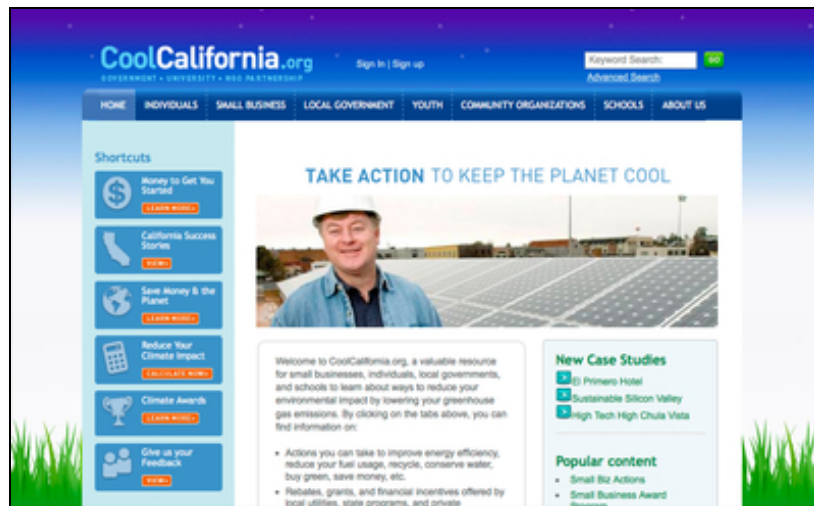 CoolCalifornia.org
Sign In | Sign up
Keyword Search:
GO
GOVERNMENT • UNIVERSITY • NGO PARTNERSHIP
Advanced Search
HOME INDIVIDUALS SMALL BUSINESS LOCAL GOVERNMENT YOUTH COMMUNITY ORGANIZATIONS SCHOOLS ABOUT US
Shortcuts
Money to Get You
Started
LEARN MORE»
California Success
Stories
VIEW»
Save Money & the
Planet
LEARN MORE»
Reduce Your
Climate Impact
CALCULATE NOW»
Climate Awards
LEARN MORE»
Give us your
Feedback
VIEW»
TAKE ACTION TO KEEP THE PLANET COOL
Welcome to CoolCalifornia.org, a valuable resource
for small businesses, individuals, local governments,
and schools to learn about ways to reduce your
environmental impact by lowering your greenhouse
gas emissions. By clicking on the tabs above, you can
find information on:
• Actions you can take to improve energy efficiency,
reduce your fuel usage, recycle, conserve water,
buy green, save money, etc.
• Rebates, grants, and financial incentives offered by
local utilities, state programs, and private
New Case Studies
El Primero Hotel
Sustainable Silicon Valley
High Tech High Chula Vista
Popular content
• Small Biz Actions
• Small Business Award
Program